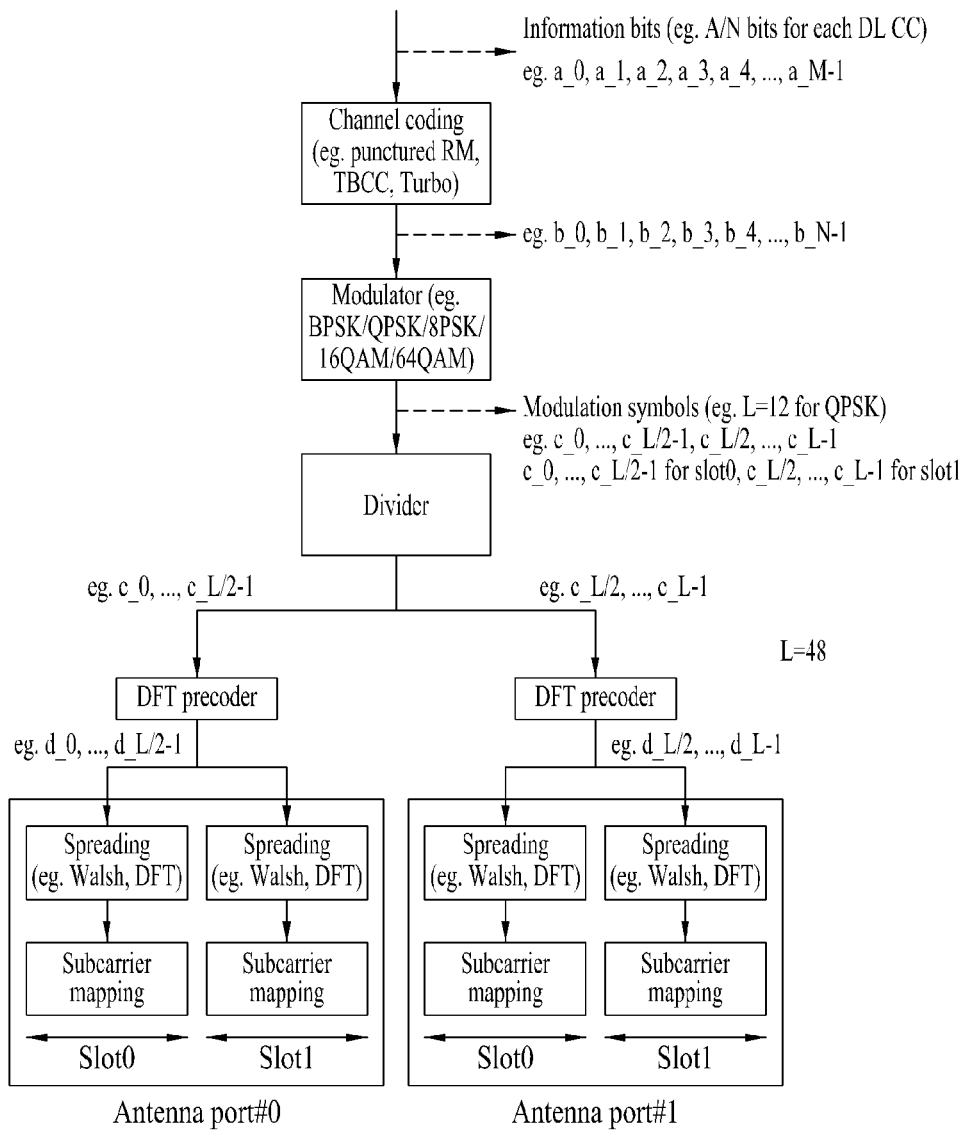 Information bits (eg. A/N bits for each DL CC)
eg. a_0, a_1, a_2, a_3, a_4, ..., a_M-1
Channel coding
(eg. punctured RM,
TBCC, Turbo)
eg. b_0, b_1, b_2, b_3, b_4, ..., b_N-1
Modulator (eg.
BPSK/QPSK/8PSK/
16QAM/64QAM)
Modulation symbols (eg. L=12 for QPSK)
eg. c_0, ..., c_L/2-1, c_L/2, ..., c_L-1
c_0, ..., c_L/2-1 for slot0, c_L/2, ..., c_L-1 for slot1
Divider
eg. c_0, ..., c_L/2-1
eg. c_L/2, ..., c_L-1
L=48
DFT precoder
DFT precoder
eg. d_0, ..., d_L/2-1
eg. d_L/2, ..., d_L-1
Spreading
(eg. Walsh, DFT)
Spreading
(eg. Walsh, DFT)
Spreading
(eg. Walsh, DFT)
Spreading
(eg. Walsh, DFT)
Subcarrier
mapping
Subcarrier
mapping
Subcarrier
mapping
Subcarrier
mapping
Slot0
Slot1
Slot0
Slot1
Antenna port#0
Antenna port#1